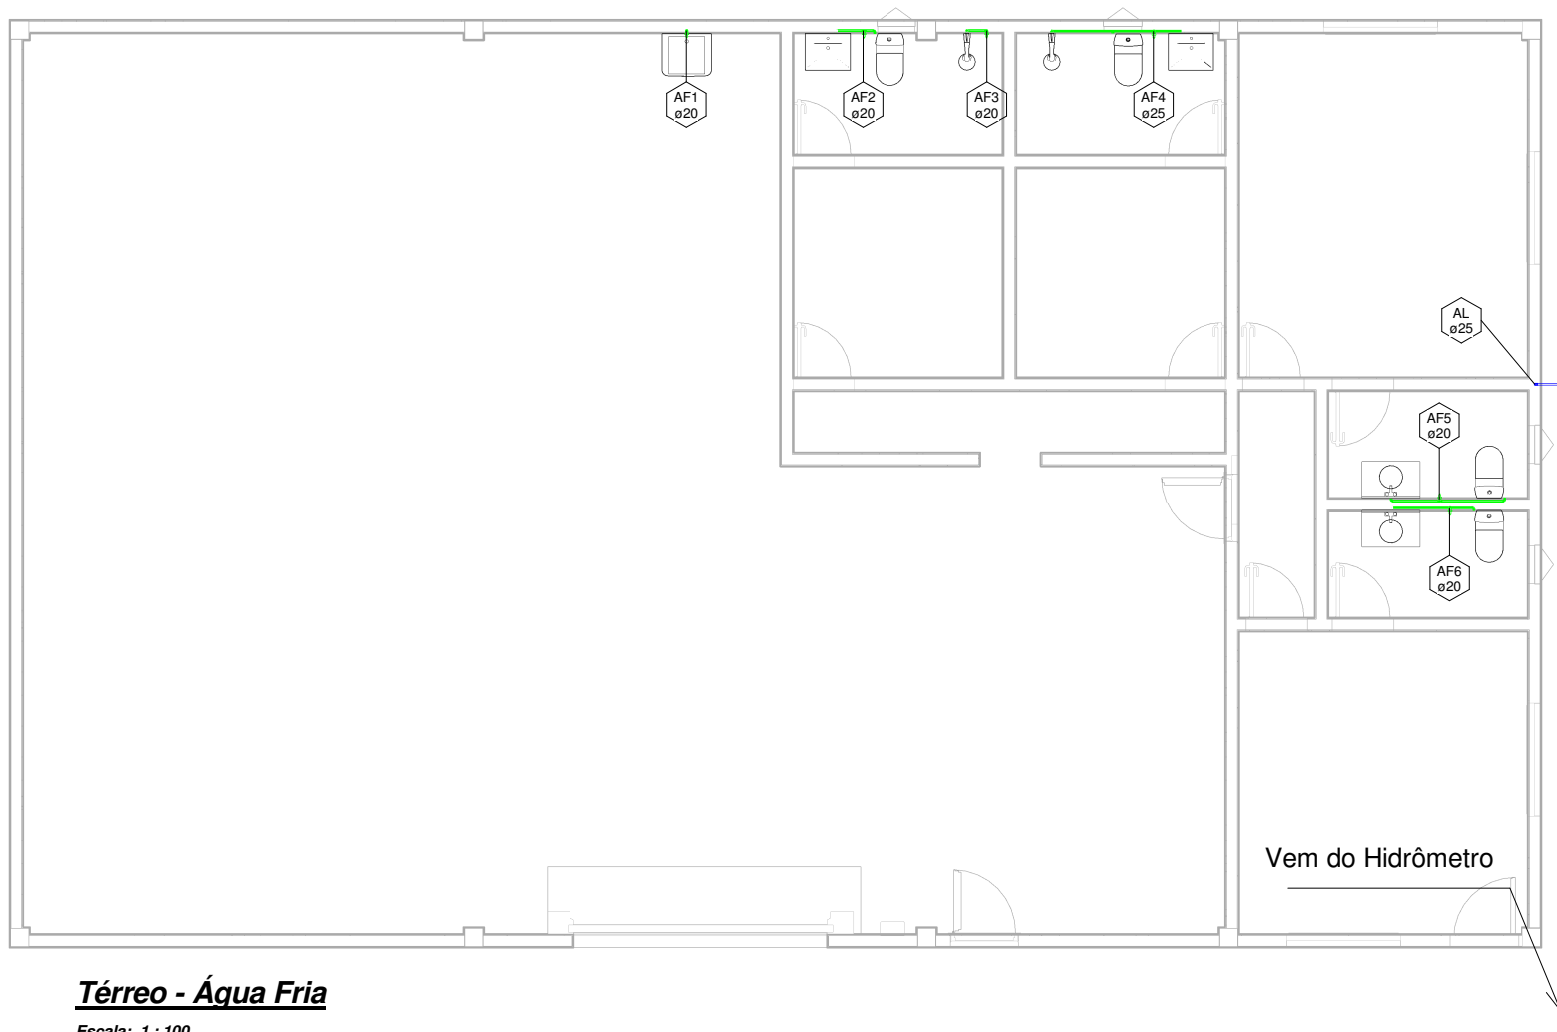 AF1
ø20
AF2
ø20
AF3
ø20
AF4
ø25
AL
ø25
AF5
ø20
AF6
ø20
Vem do Hidrômetro
Térreo - Água Fria
Escala: 1 : 100